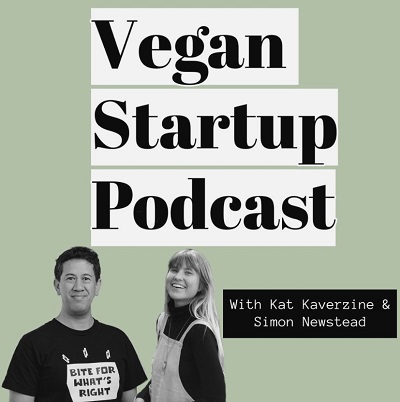 Vegan
Startup
Podcast
With Kat Kaverzine &
Simon Newstead
BITE FOR
WHAT'S
RIGHT